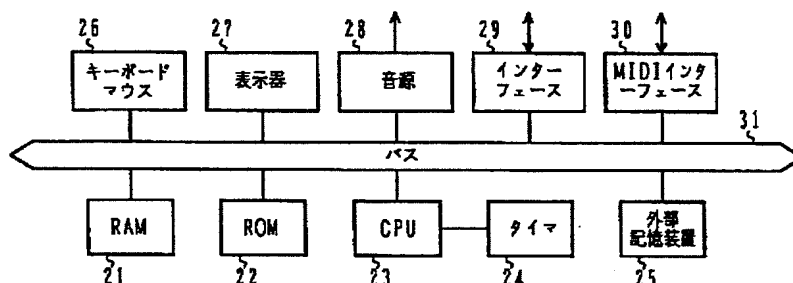 26
27
28
29
30
キーボード
マウス
表示器
音源
インター
フェース
MIDIインタ
ーフェース
31
バス
RAM
ROM
CPU
タイマ
外部
記憶装置
21
22
23
24
25